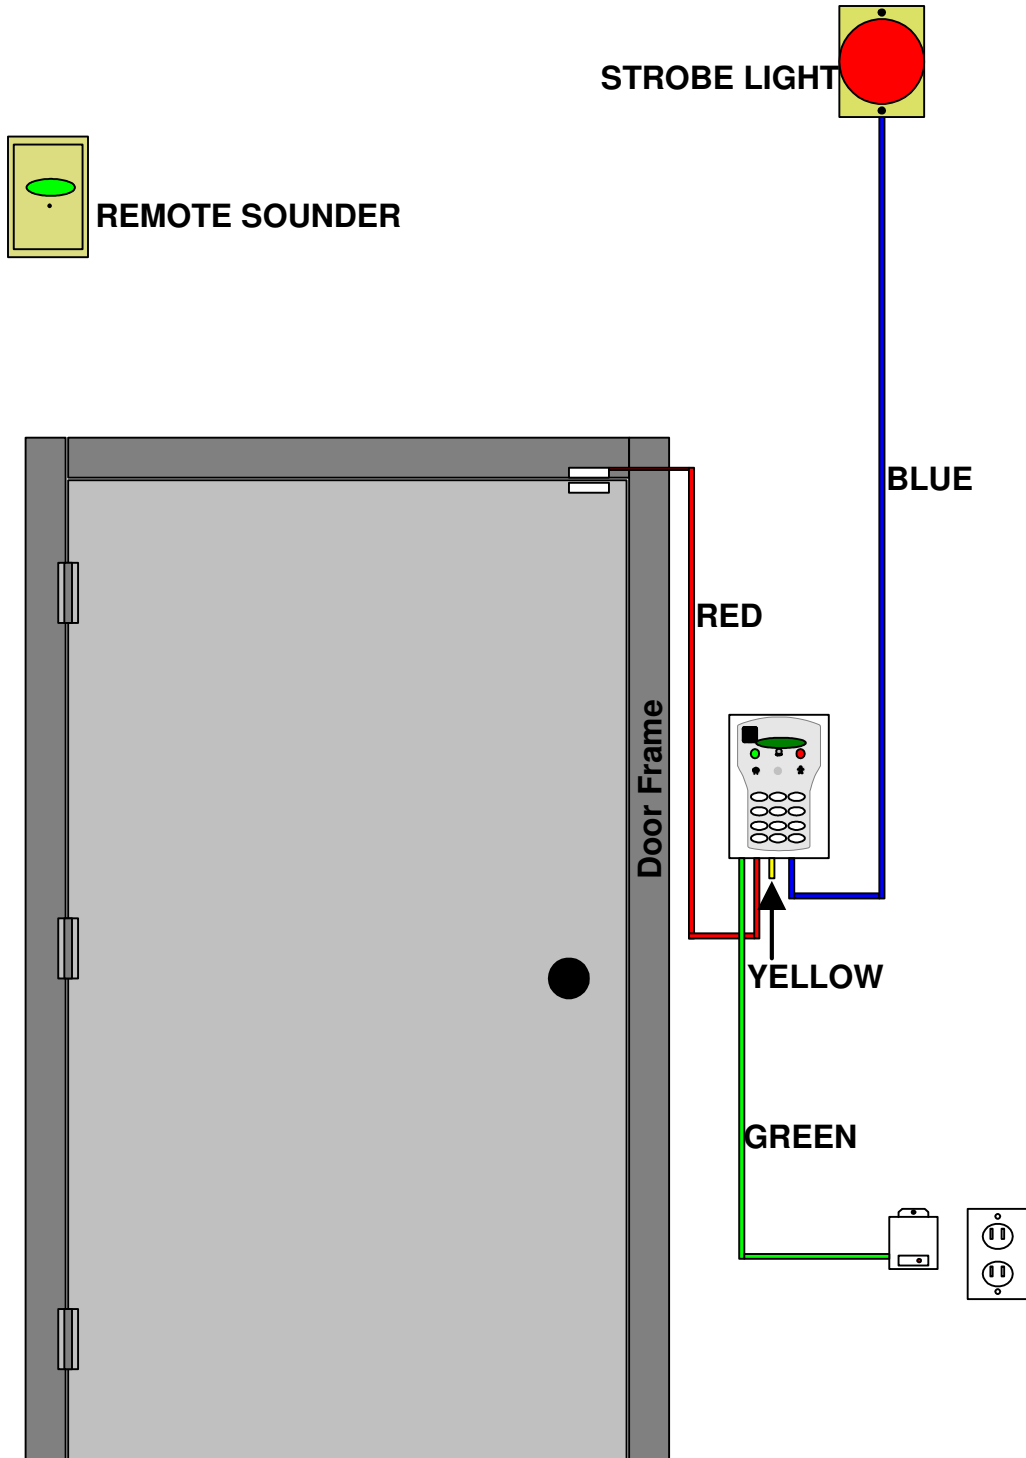 STROBE LIGHT
REMOTE SOUNDER
BLUE
RED
Door Frame
YELLOW
GREEN